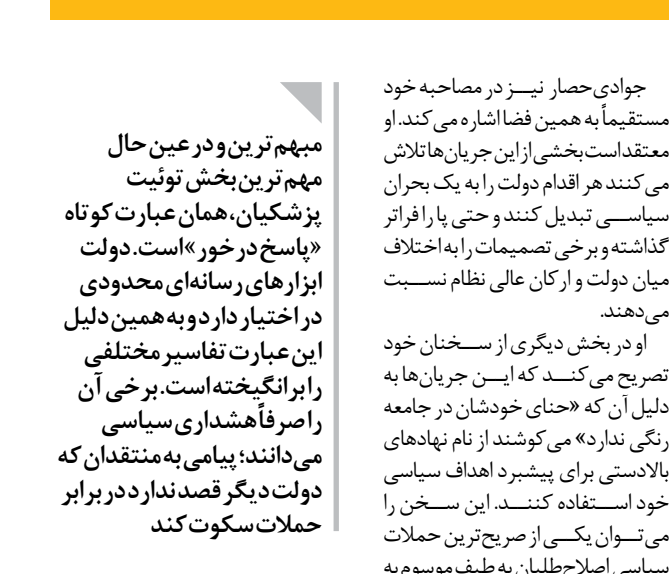 جوادی‌حصار نیز در مصاحبه خود
مستقیماً به همین فضا اشاره می‌کند. او
معتقد است بخشی از این جریان‌ها تلاش
می‌کنند هر اقدام دولت را به یک بحران
سیاسی تبدیل کنند و حتی پا را فراتر
گذاشته و برخی تصمیمات را به اختلاف
میان دولت و ارکان عالی نظام نسبت
می‌دهند.
او در بخش دیگری از سخنان خود
تصریح می‌کند که این جریان‌ها به
دلیل آن که «حنای خودشان در جامعه
رنگی ندارد» می‌کوشند از نام نهادهای
بالادستی برای پیشبرد اهداف سیاسی
خود استفاده کنند. این سخن را
می‌توان یکی از صریح‌ترین حملات
سیاسی اصلاح‌طلبان به طیف موسوم به
مبهم‌ترین و در عین حال
مهم‌ترین بخش توئیت
پزشکیان، همان عبارت کوتاه
«پاسخ در خور» است. دولت
ابزارهای رسانه‌ای محدودی
در اختیار دارد و به همین دلیل
این عبارت تفاسیر مختلفی
را برانگیخته است. برخی آن
را صرفاً هشداری سیاسی
می‌دانند؛ پیامی به منتقدان که
دولت دیگر قصد ندارد در برابر
حملات سکوت کند